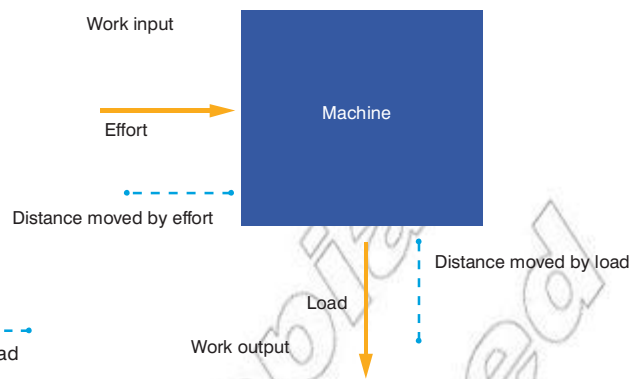 Work input
Machine
Effort
Distance moved by effort
Distance moved by load
Load
Work output